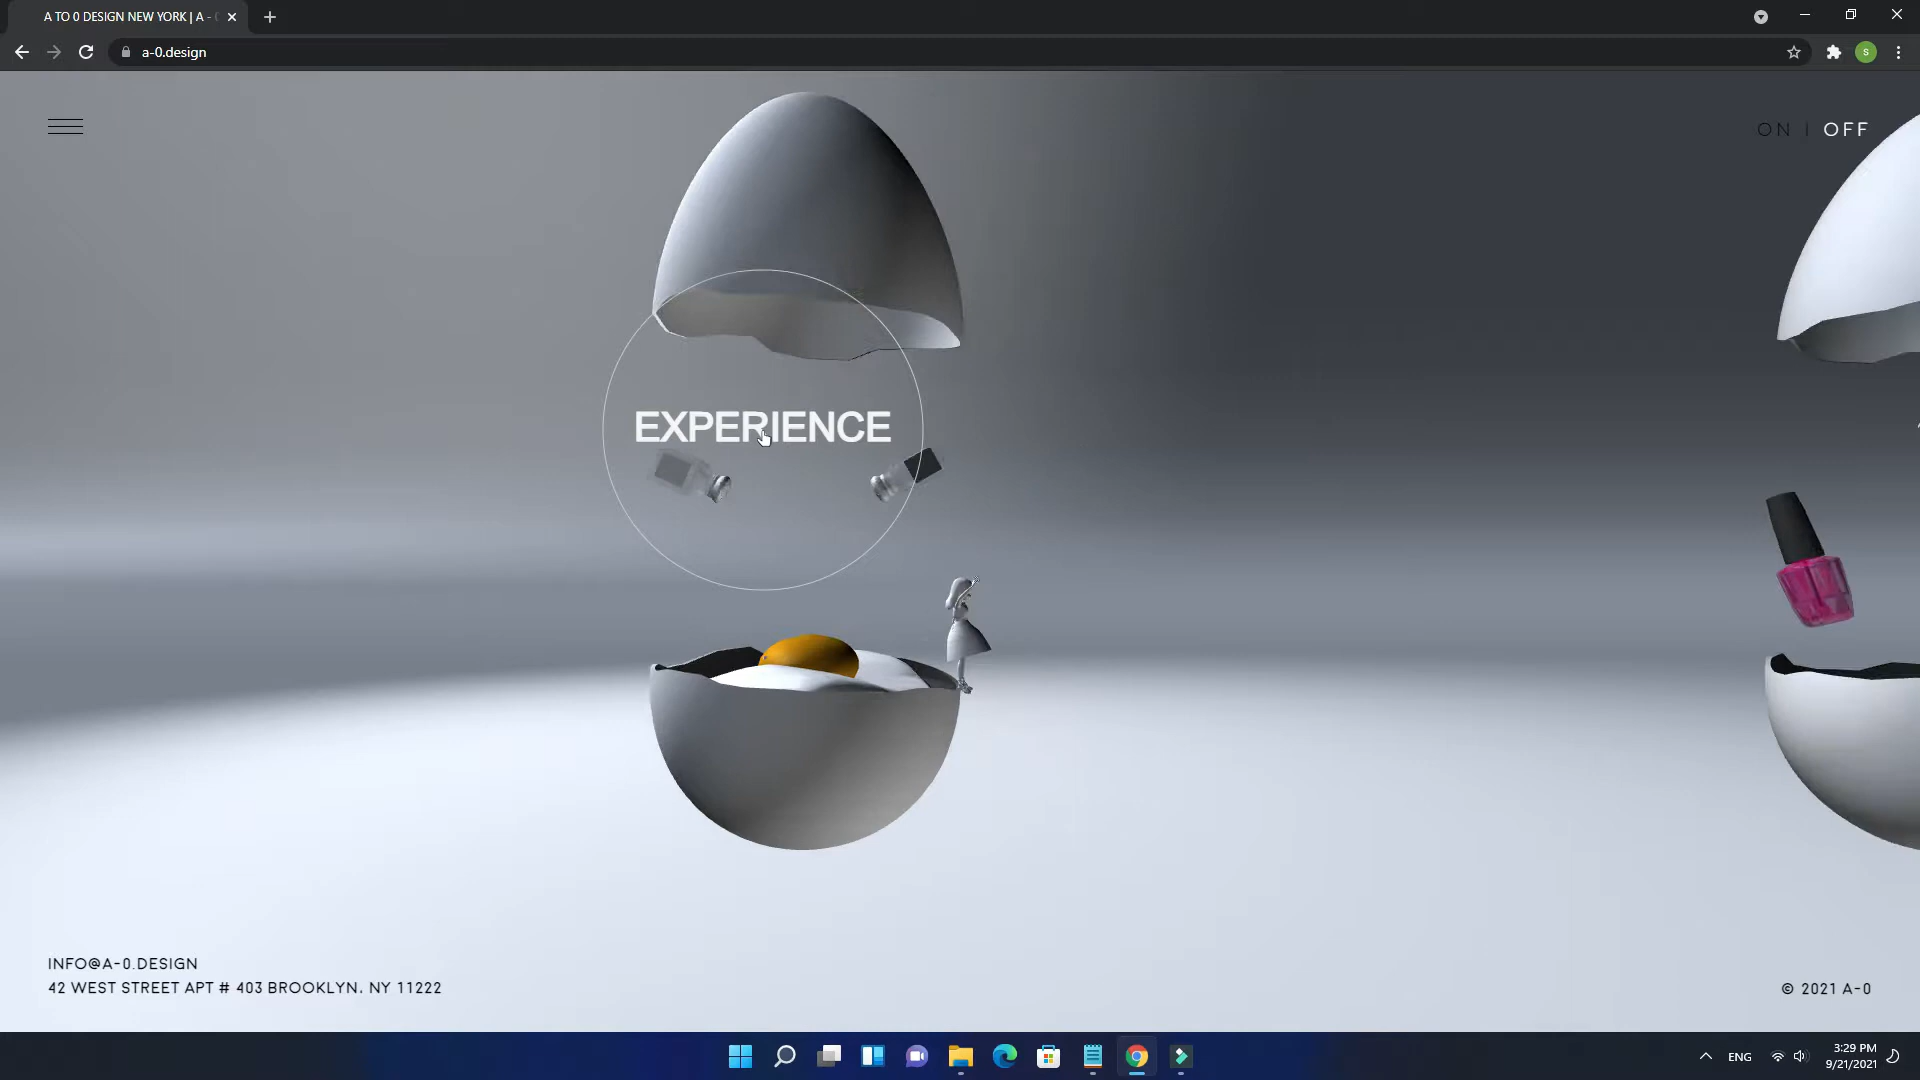 A TO 0 DESIGN NEW YORK | A -
a-0.design
S
ON | OFF
EXPERIENCE
INFO@A-0.DESIGN
42 WEST STREET APT # 403 BROOKLYN, NY 11222
© 2021 A-0
ENG
3:29 PM
9/21/2021